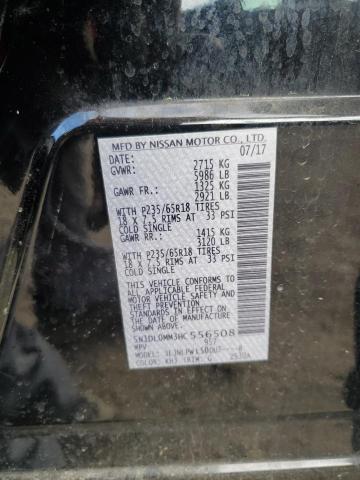 MFD BY NISSAN MOTOR CO., LTD.
DATE: 07/17
GVWR: 2715 KG
5986 LB
GAWR FR: 1325 KG
2921 LB
WITH P235/65R18 TIRES
18 X 7.5 RIMS AT 33 PSI
COLD SINGLE
GAWR RR: 1415 KG
3120 LB
WITH P235/65R18 TIRES
18 X 7.5 RIMS AT 33 PSI
COLD SINGLE
THIS VEHICLE CONFORMS TO ALL
APPLICABLE FEDERAL MOTOR
VEHICLE SAFETY AND THEFT PREVENTION
STANDARDS IN EFFECT ON THE DATE OF
MANUFACTURE SHOWN ABOVE.
5N1DL0MM3HC556508
MPV 957
COLOR: KH3 TRIM: G